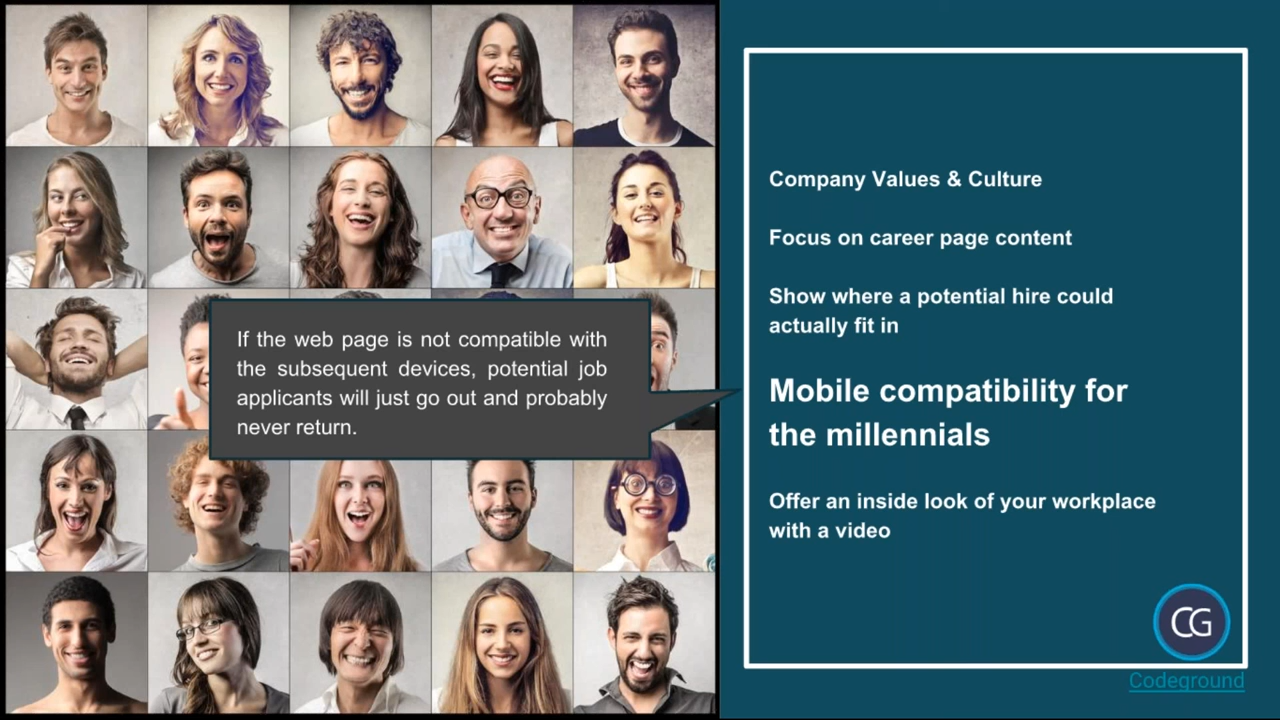 If the web page is not compatible with
the subsequent devices, potential job
applicants will just go out and probably
never return.
Company Values & Culture
Focus on career page content
Show where a potential hire could
actually fit in
Mobile compatibility for
the millennials
Offer an inside look of your workplace
with a video
CG
Codeground